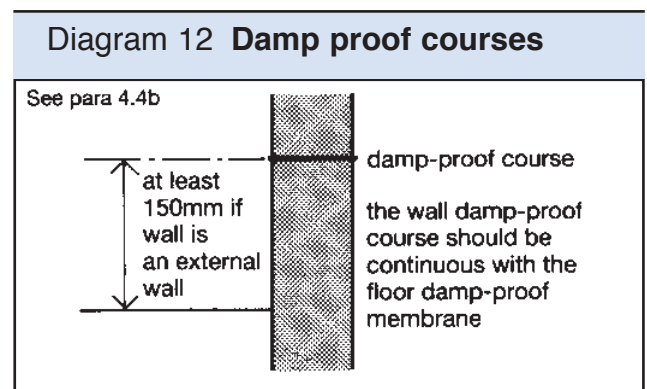 Diagram 12 Damp proof courses
See para 4.4b
at least
150mm if
wall is
an external
wall
damp-proof course
the wall damp-proof
course should be
continuous with the
floor damp-proof
membrane